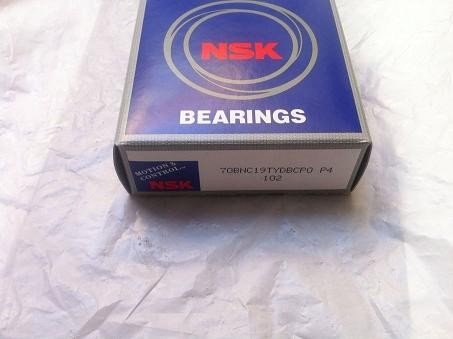 NSK
BEARINGS
MOTION &
CONTROL...
NSK
70BNC19TYDBCP0 P4
102